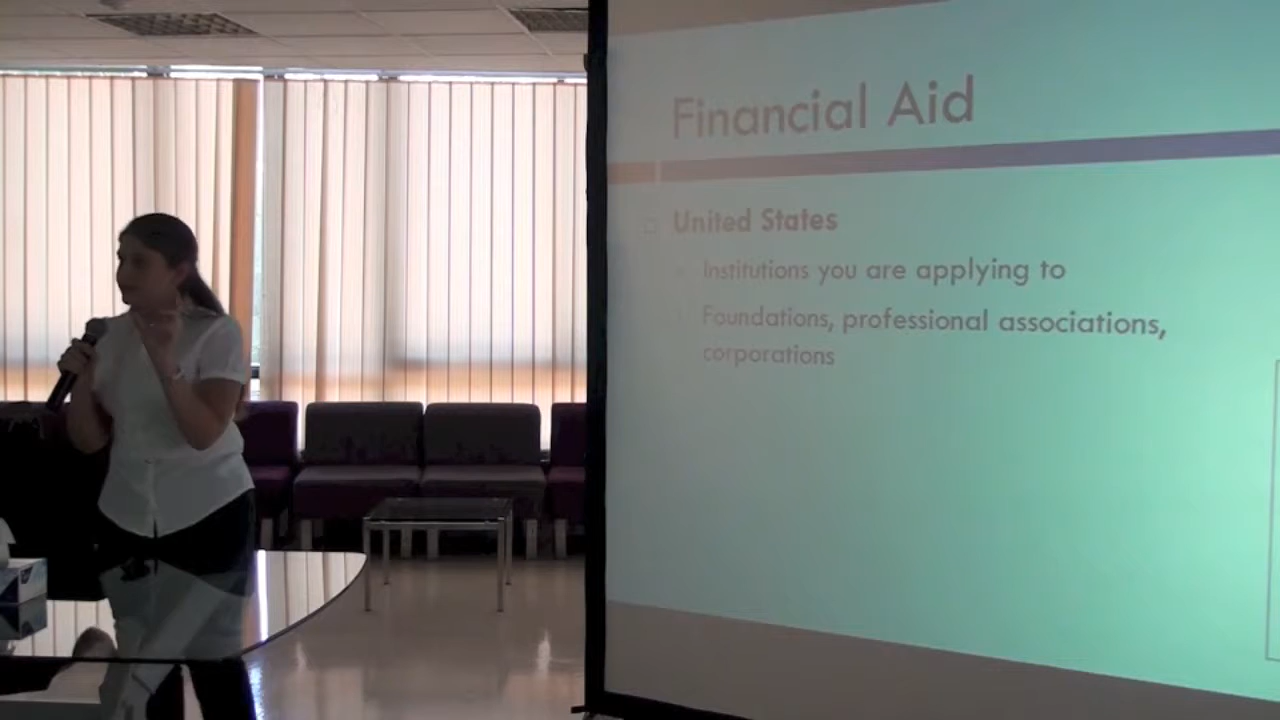 Financial Aid
United States
Institutions you are applying to
Foundations, professional associations,
corporations